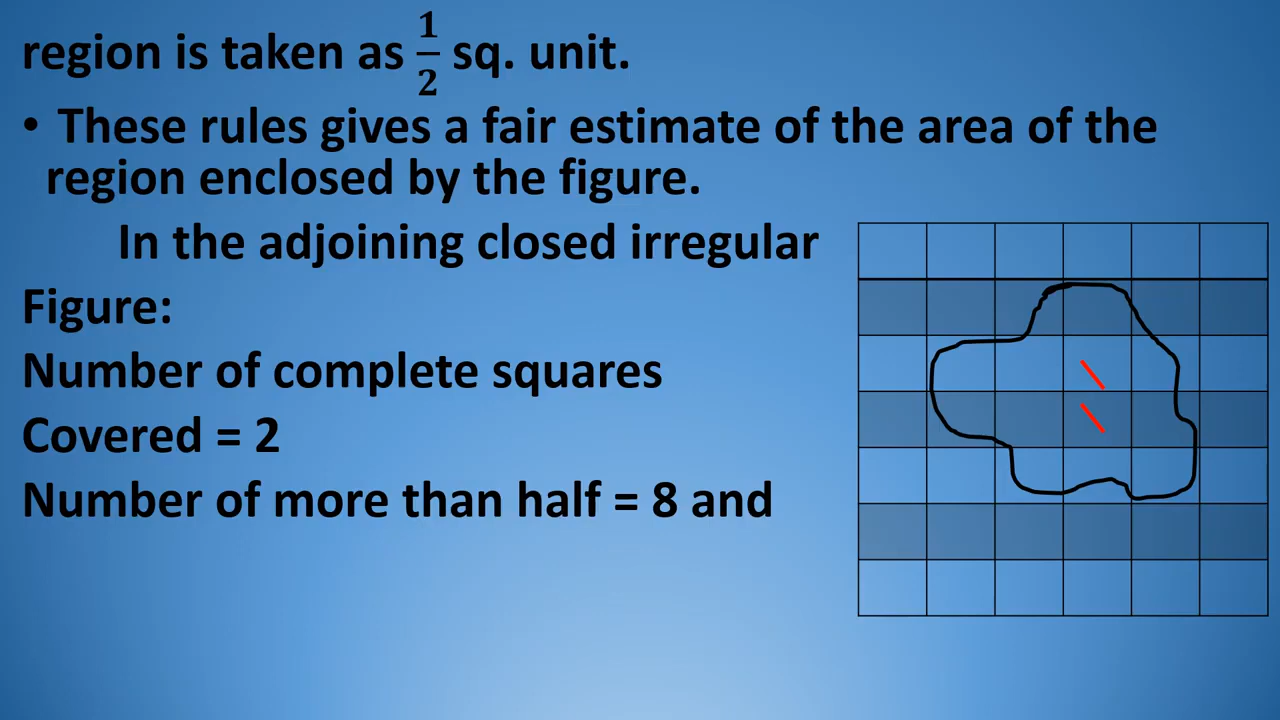 region is taken as 1/2 sq. unit.
• These rules gives a fair estimate of the area of the
region enclosed by the figure.
In the adjoining closed irregular
Figure:
Number of complete squares
Covered = 2
Number of more than half = 8 and